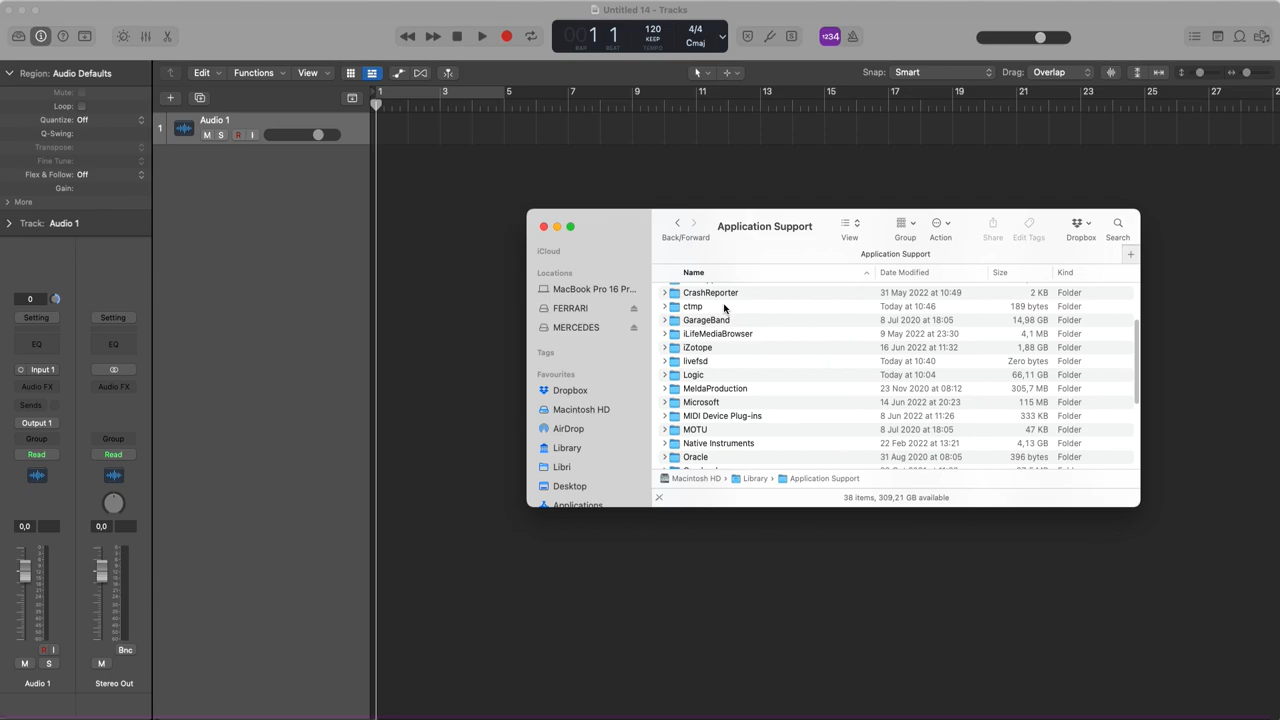 Untitled 14 - Tracks
001 1
BAR BEAT
120
KEEP
TEMPO
4/4
Cmaj
1234
Region: Audio Defaults
Edit Functions View
Snap: Smart
Drag: Overlap
Mute:
Loop:
Quantize: Off
Q-Swing:
Transpose:
Fine Tune:
Flex & Follow: Off
Gain:
More
Track: Audio 1
1 3 5 7 9 11 13 15 17 19 21 23 25 27
1
Audio 1
M S R I
0
Setting Setting
EQ EQ
Input 1
Audio FX Audio FX
Sends
Output 1
Group Group
Read Read
0,0 0,0
R I Bnc
M S M
Audio 1 Stereo Out
Application Support
Back/Forward View Group Action Share Edit Tags Dropbox Search
Application Support
iCloud
Locations
MacBook Pro 16 Pr...
FERRARI
MERCEDES
Tags
Favourites
Dropbox
Macintosh HD
AirDrop
Library
Libri
Desktop
Applications
Name Date Modified Size Kind
CrashReporter 31 May 2022 at 10:49 2 KB Folder
ctmp Today at 10:46 189 bytes Folder
GarageBand 8 Jul 2020 at 18:05 14,98 GB Folder
iLifeMediaBrowser 9 May 2022 at 23:30 4,1 MB Folder
iZotope 16 Jun 2022 at 11:32 1,88 GB Folder
livefsd Today at 10:40 Zero bytes Folder
Logic Today at 10:04 66,11 GB Folder
MeldaProduction 23 Nov 2020 at 08:12 305,7 MB Folder
Microsoft 14 Jun 2022 at 20:23 115 MB Folder
MIDI Device Plug-ins 8 Jun 2022 at 11:26 333 KB Folder
MOTU 8 Jul 2020 at 18:05 47 KB Folder
Native Instruments 22 Feb 2022 at 13:21 4,13 GB Folder
Oracle 31 Aug 2020 at 08:05 396 bytes Folder
Macintosh HD › Library › Application Support
38 items, 309,21 GB available